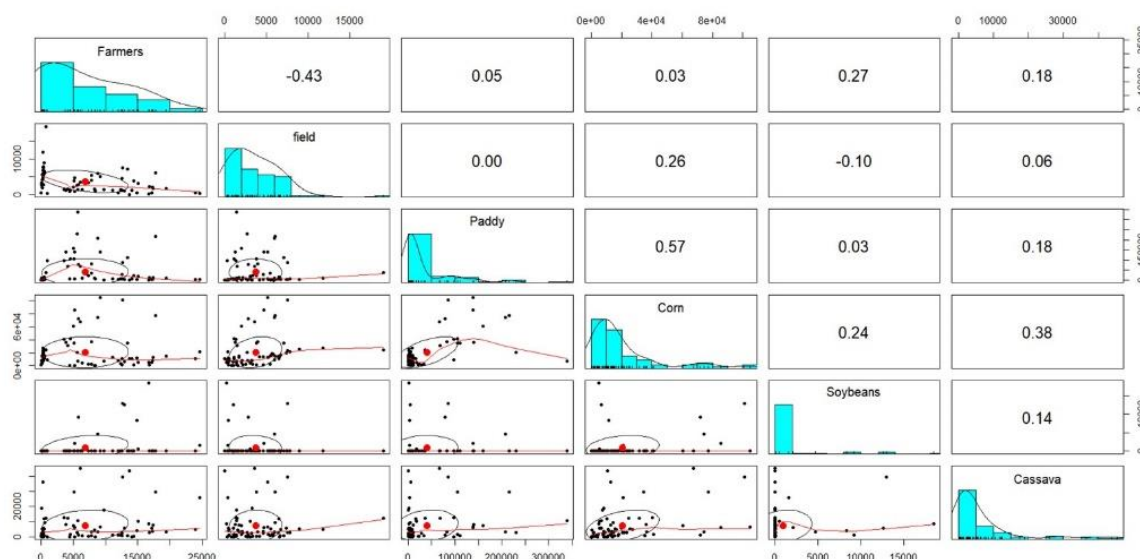 0 5000 15000 0e+00 4e+04 8e+04 0 10000 30000
Farmers -0.43 0.05 0.03 0.27 0.18
field 0.00 0.26 -0.10 0.06
0 10000
Paddy 0.57 0.03 0.18
Corn 0.24 0.38
0e+00 6e+04
Soybeans 0.14
Cassava
0 20000
0 5000 15000 25000 0 100000 300000 0 5000 15000